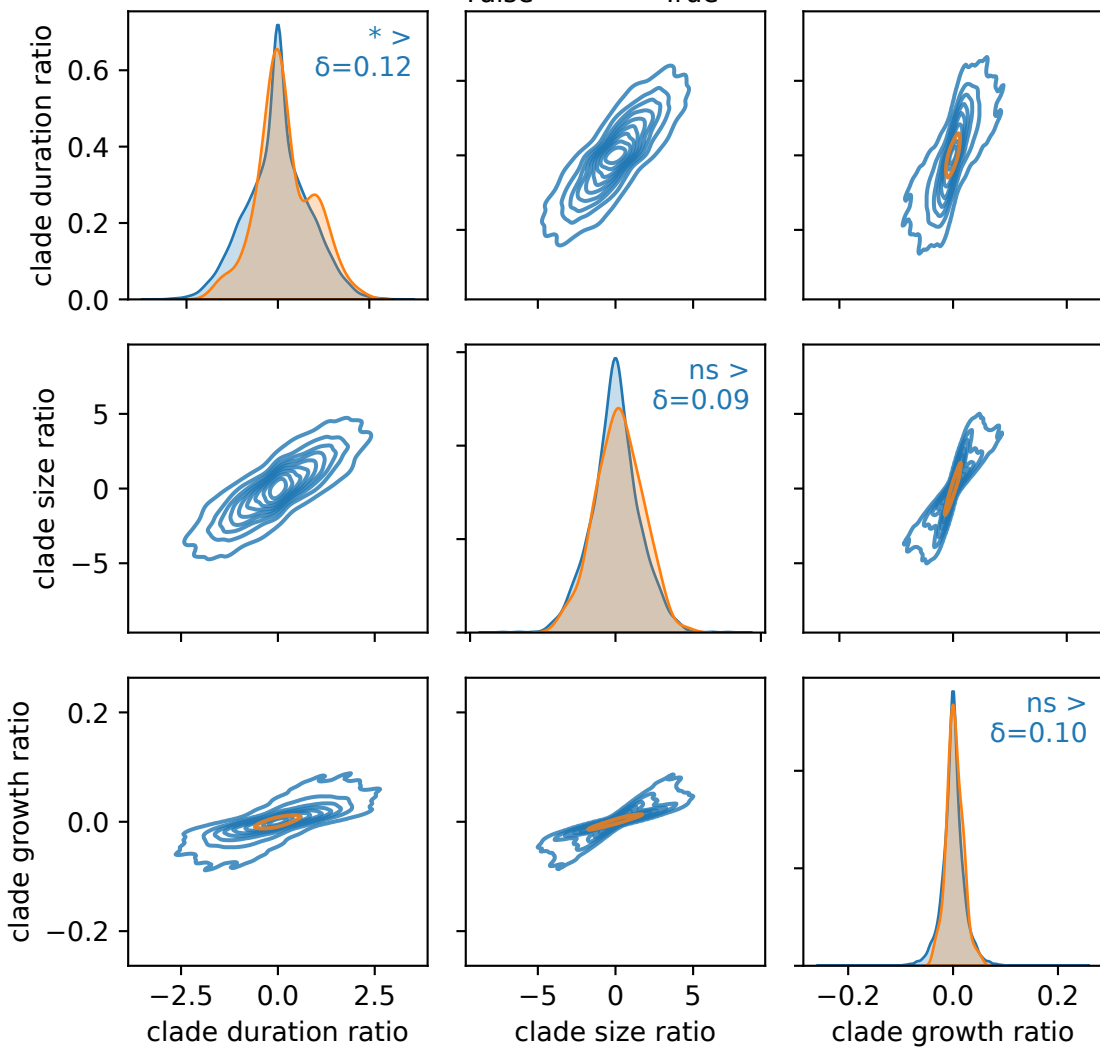 clade duration ratio
0.6
0.4
0.2
0.0
* >
δ=0.12
clade size ratio
5
0
−5
ns >
δ=0.09
clade growth ratio
0.2
0.0
−0.2
ns >
δ=0.10
−2.5 0.0 2.5
−5 0 5
−0.2 0.0 0.2
clade duration ratio
clade size ratio
clade growth ratio